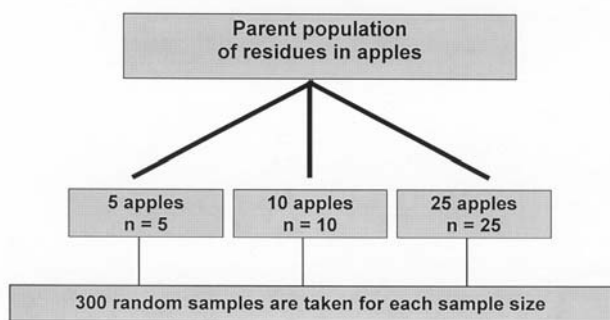 Parent population
of residues in apples
5 apples
n = 5
10 apples
n = 10
25 apples
n = 25
300 random samples are taken for each sample size